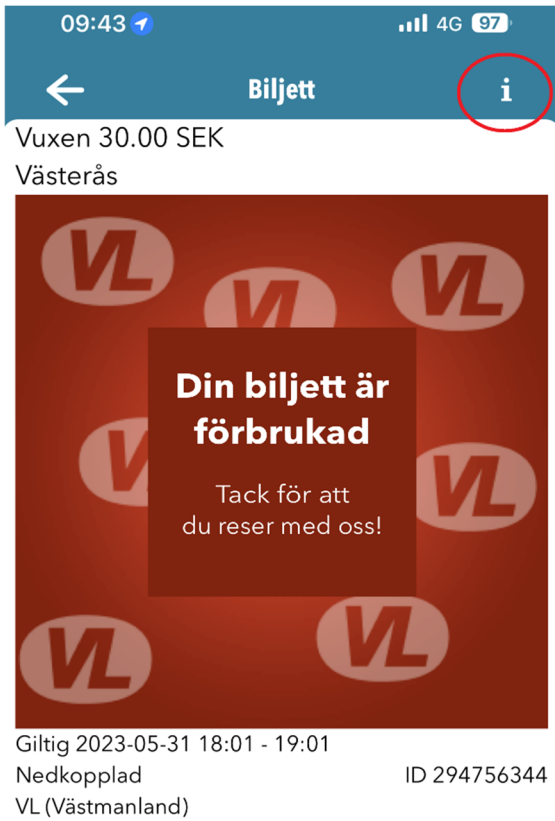 09:43 4G 97
Biljett i
Vuxen 30.00 SEK
Västerås
VL VL
VL
Din biljett är
förbrukad
VL VL
Tack för att
du reser med oss!
VL VL
Giltig 2023-05-31 18:01 - 19:01
Nedkopplad ID 294756344
VL (Västmanland)